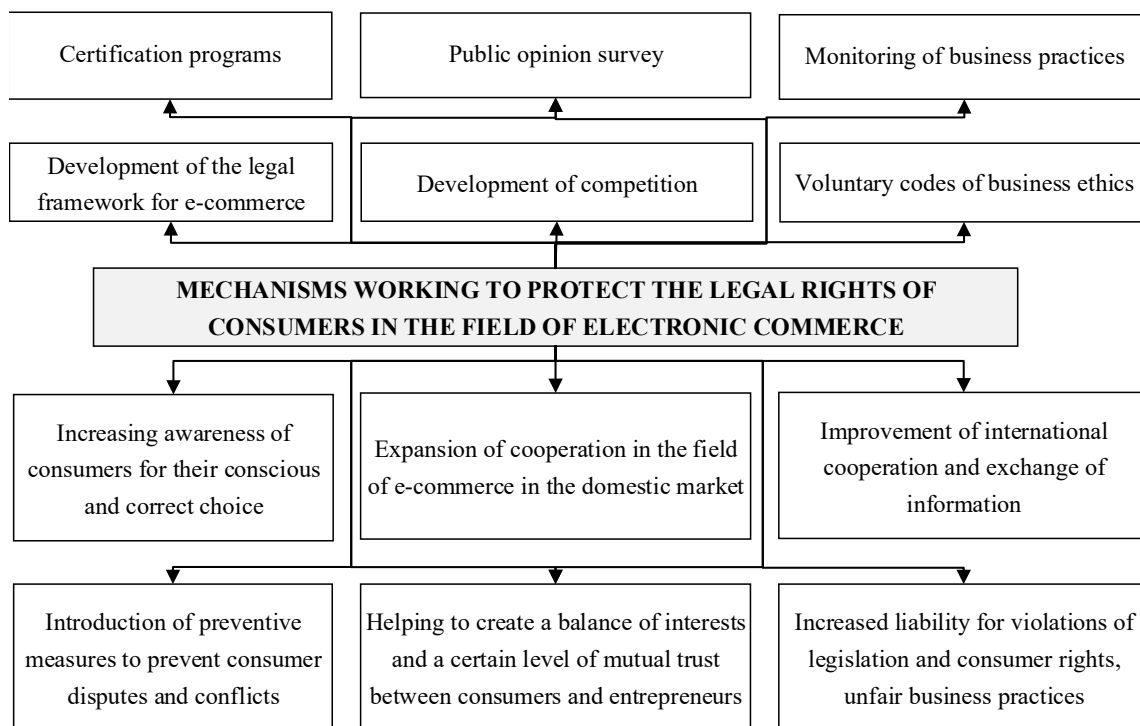 Certification programs
Public opinion survey
Monitoring of business practices
Development of the legal
framework for e-commerce
Development of competition
Voluntary codes of business ethics
MECHANISMS WORKING TO PROTECT THE LEGAL RIGHTS OF
CONSUMERS IN THE FIELD OF ELECTRONIC COMMERCE
Increasing awareness of
consumers for their conscious
and correct choice
Expansion of cooperation in the field
of e-commerce in the domestic market
Improvement of international
cooperation and exchange of
information
Introduction of preventive
measures to prevent consumer
disputes and conflicts
Helping to create a balance of interests
and a certain level of mutual trust
between consumers and entrepreneurs
Increased liability for violations of
legislation and consumer rights,
unfair business practices